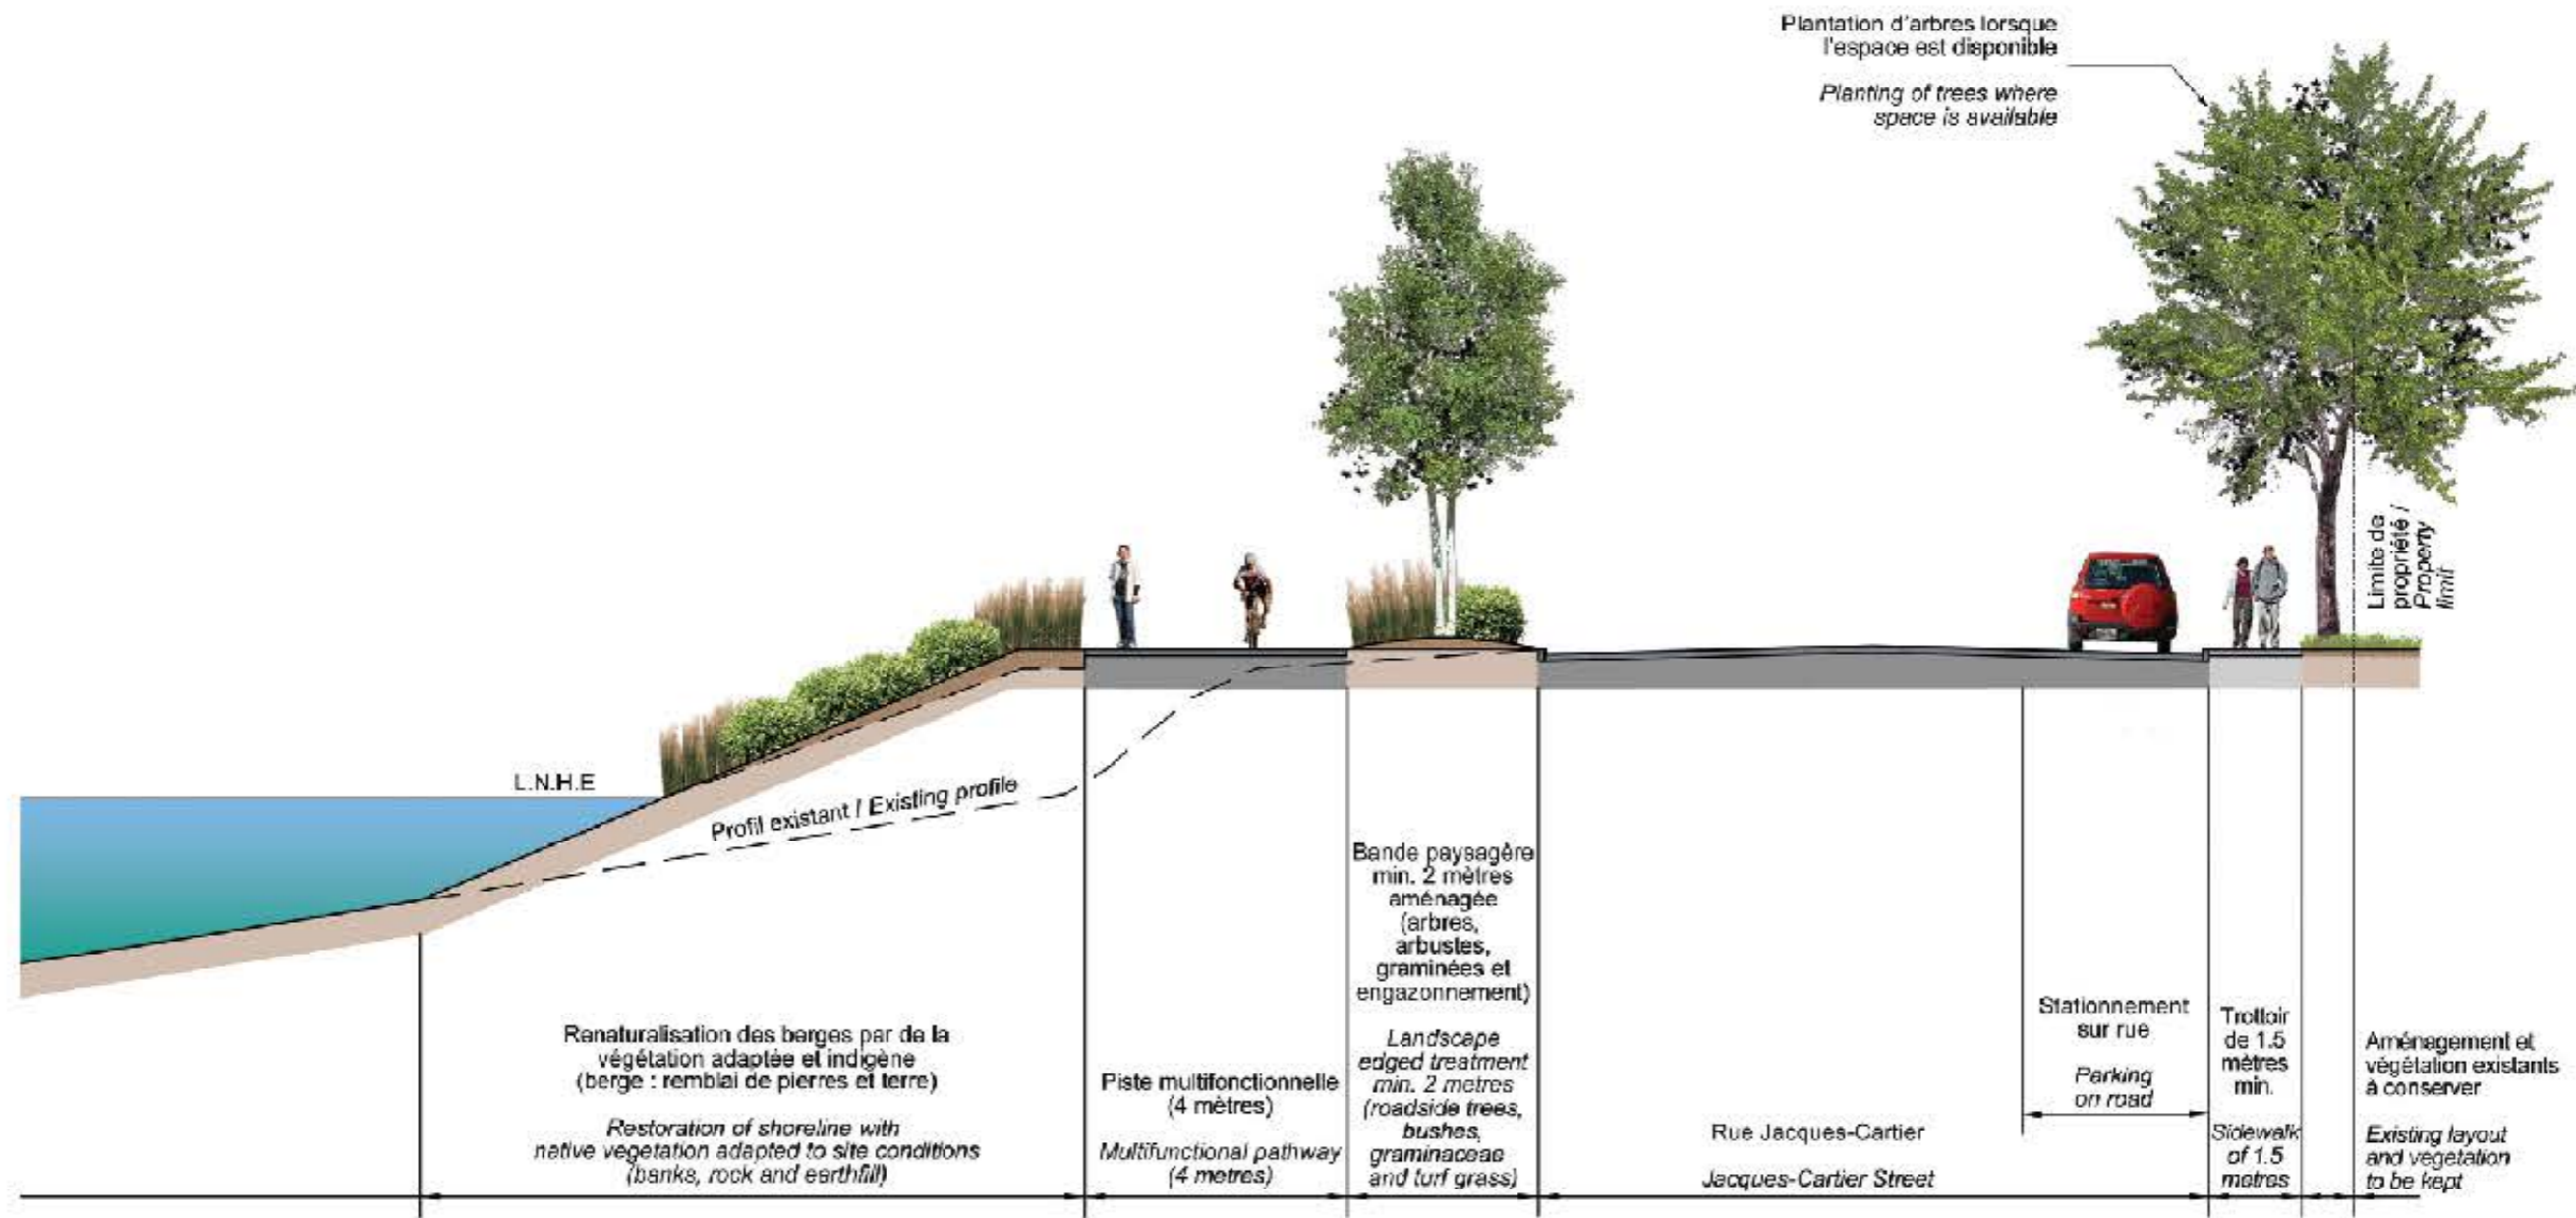 Plantation d'arbres lorsque
l'espace est disponible
Planting of trees where
space is available
Limite de
propriété /
Property
limit
L.N.H.E
Profil existant / Existing profile
Renaturalisation des berges par de la
végétation adaptée et indigène
(berge : remblai de pierres et terre)
Restoration of shoreline with
native vegetation adapted to site conditions
(banks, rock and earthfill)
Piste multifonctionnelle
(4 mètres)
Multifunctional pathway
(4 metres)
Bande paysagère
min. 2 mètres
aménagée
(arbres,
arbustes,
graminées et
engazonnement)
Landscape
edged treatment
min. 2 metres
(roadside trees,
bushes,
graminaceae
and turf grass)
Rue Jacques-Cartier
Jacques-Cartier Street
Stationnement
sur rue
Parking
on road
Trottoir
de 1.5
mètres
min.
Sidewalk
of 1.5
metres
Aménagement et
végétation existants
à conserver
Existing layout
and vegetation
to be kept